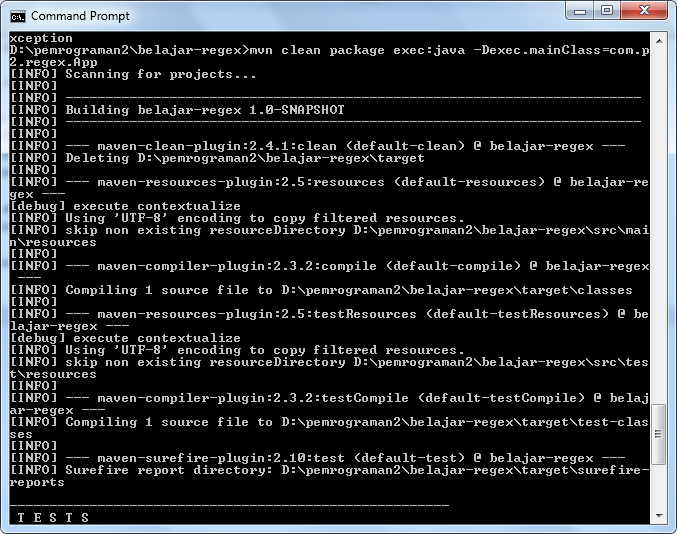 Command Prompt
xception
D:\pemrograman2\belajar-regex>mvn clean package exec:java -Dexec.mainClass=com.p
2.regex.App
[INFO] Scanning for projects...
[INFO]
[INFO] ------------------------------------------------------------------------
[INFO] Building belajar-regex 1.0-SNAPSHOT
[INFO] ------------------------------------------------------------------------
[INFO]
[INFO] --- maven-clean-plugin:2.4.1:clean (default-clean) @ belajar-regex ---
[INFO] Deleting D:\pemrograman2\belajar-regex\target
[INFO]
[INFO] --- maven-resources-plugin:2.5:resources (default-resources) @ belajar-re
gex ---
[debug] execute contextualize
[INFO] Using 'UTF-8' encoding to copy filtered resources.
[INFO] skip non existing resourceDirectory D:\pemrograman2\belajar-regex\src\mai
n\resources
[INFO]
[INFO] --- maven-compiler-plugin:2.3.2:compile (default-compile) @ belajar-regex
 ---
[INFO] Compiling 1 source file to D:\pemrograman2\belajar-regex\target\classes
[INFO]
[INFO] --- maven-resources-plugin:2.5:testResources (default-testResources) @ be
lajar-regex ---
[debug] execute contextualize
[INFO] Using 'UTF-8' encoding to copy filtered resources.
[INFO] skip non existing resourceDirectory D:\pemrograman2\belajar-regex\src\tes
t\resources
[INFO]
[INFO] --- maven-compiler-plugin:2.3.2:testCompile (default-testCompile) @ belaj
ar-regex ---
[INFO] Compiling 1 source file to D:\pemrograman2\belajar-regex\target\test-clas
ses
[INFO]
[INFO] --- maven-surefire-plugin:2.10:test (default-test) @ belajar-regex ---
[INFO] Surefire report directory: D:\pemrograman2\belajar-regex\target\surefire-
reports
-------------------------------------------------------
 T E S T S